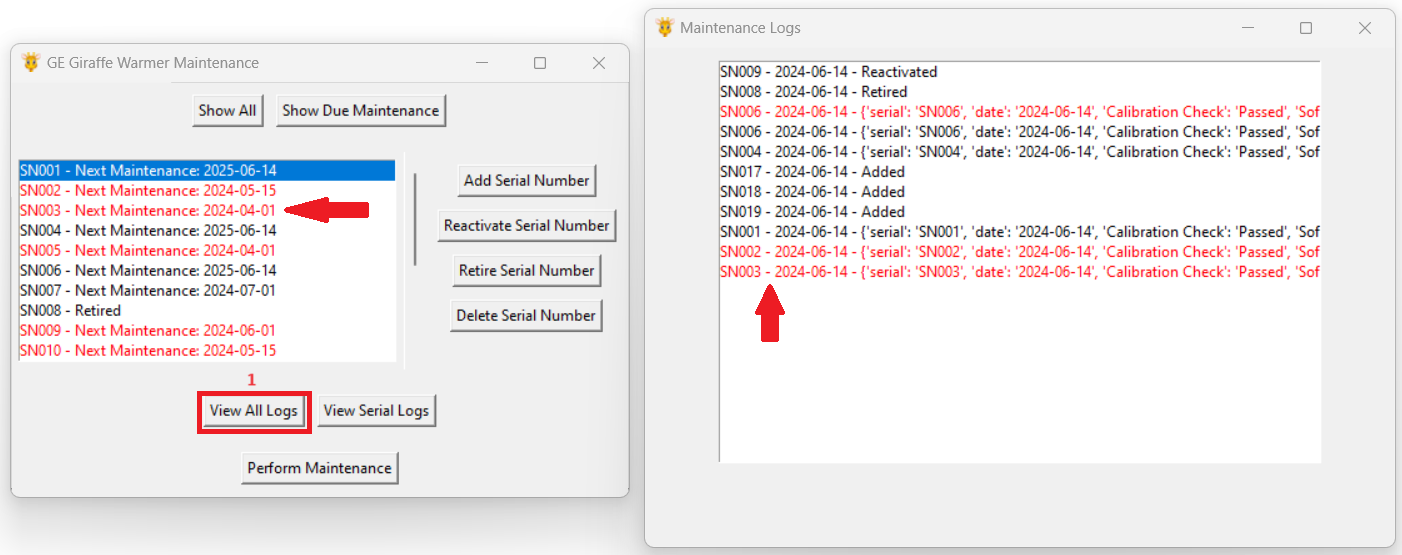 GE Giraffe Warmer Maintenance
Show All
Show Due Maintenance
SN001 - Next Maintenance: 2025-06-14
SN002 - Next Maintenance: 2024-05-15
SN003 - Next Maintenance: 2024-04-01
SN004 - Next Maintenance: 2025-06-14
SN005 - Next Maintenance: 2024-04-01
SN006 - Next Maintenance: 2025-06-14
SN007 - Next Maintenance: 2024-07-01
SN008 - Retired
SN009 - Next Maintenance: 2024-06-01
SN010 - Next Maintenance: 2024-05-15
Add Serial Number
Reactivate Serial Number
Retire Serial Number
Delete Serial Number
1
View All Logs
View Serial Logs
Perform Maintenance
Maintenance Logs
SN009 - 2024-06-14 - Reactivated
SN008 - 2024-06-14 - Retired
SN006 - 2024-06-14 - {'serial': 'SN006', 'date': '2024-06-14', 'Calibration Check': 'Passed', 'Sof
SN006 - 2024-06-14 - {'serial': 'SN006', 'date': '2024-06-14', 'Calibration Check': 'Passed', 'Sof
SN004 - 2024-06-14 - {'serial': 'SN004', 'date': '2024-06-14', 'Calibration Check': 'Passed', 'Sof
SN017 - 2024-06-14 - Added
SN018 - 2024-06-14 - Added
SN019 - 2024-06-14 - Added
SN001 - 2024-06-14 - {'serial': 'SN001', 'date': '2024-06-14', 'Calibration Check': 'Passed', 'Sof
SN002 - 2024-06-14 - {'serial': 'SN002', 'date': '2024-06-14', 'Calibration Check': 'Passed', 'Sof
SN003 - 2024-06-14 - {'serial': 'SN003', 'date': '2024-06-14', 'Calibration Check': 'Passed', 'Sof